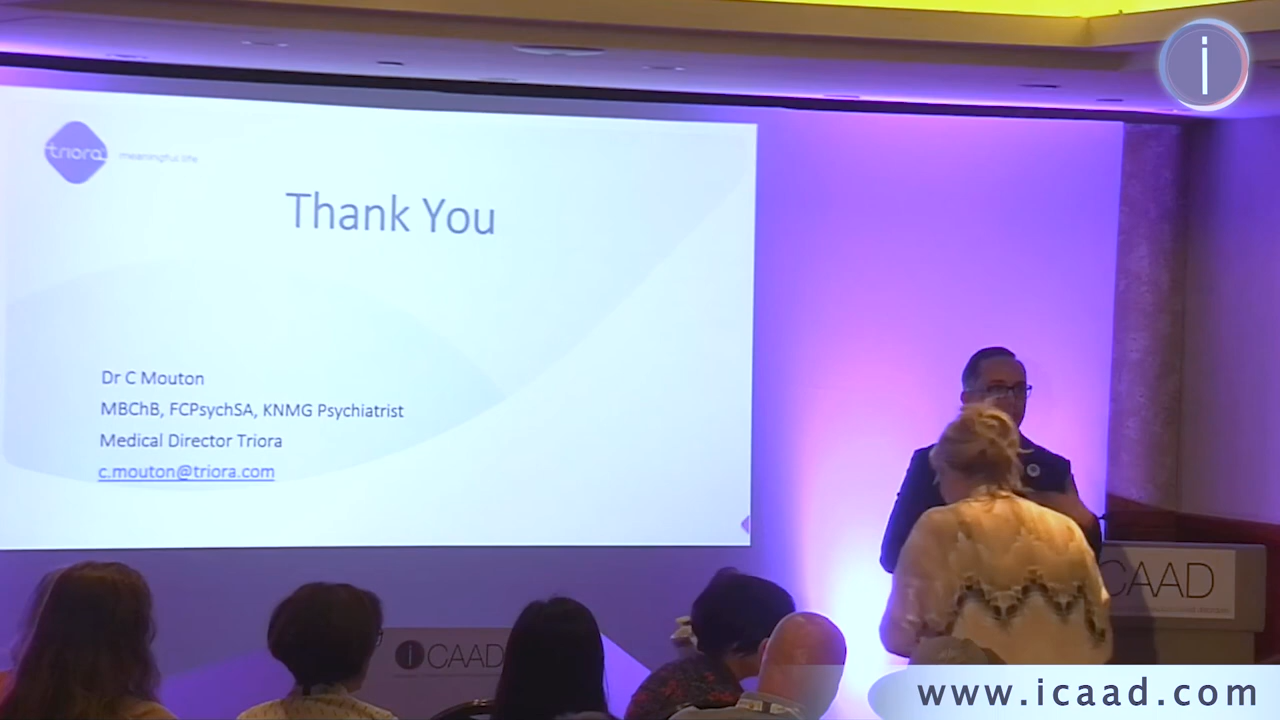 i
triora
meaningful life
Thank You
Dr C Mouton
MBChB, FCPsychSA, KNMG Psychiatrist
Medical Director Triora
c.mouton@triora.com
CAAD
iCAAD
www.icaad.com